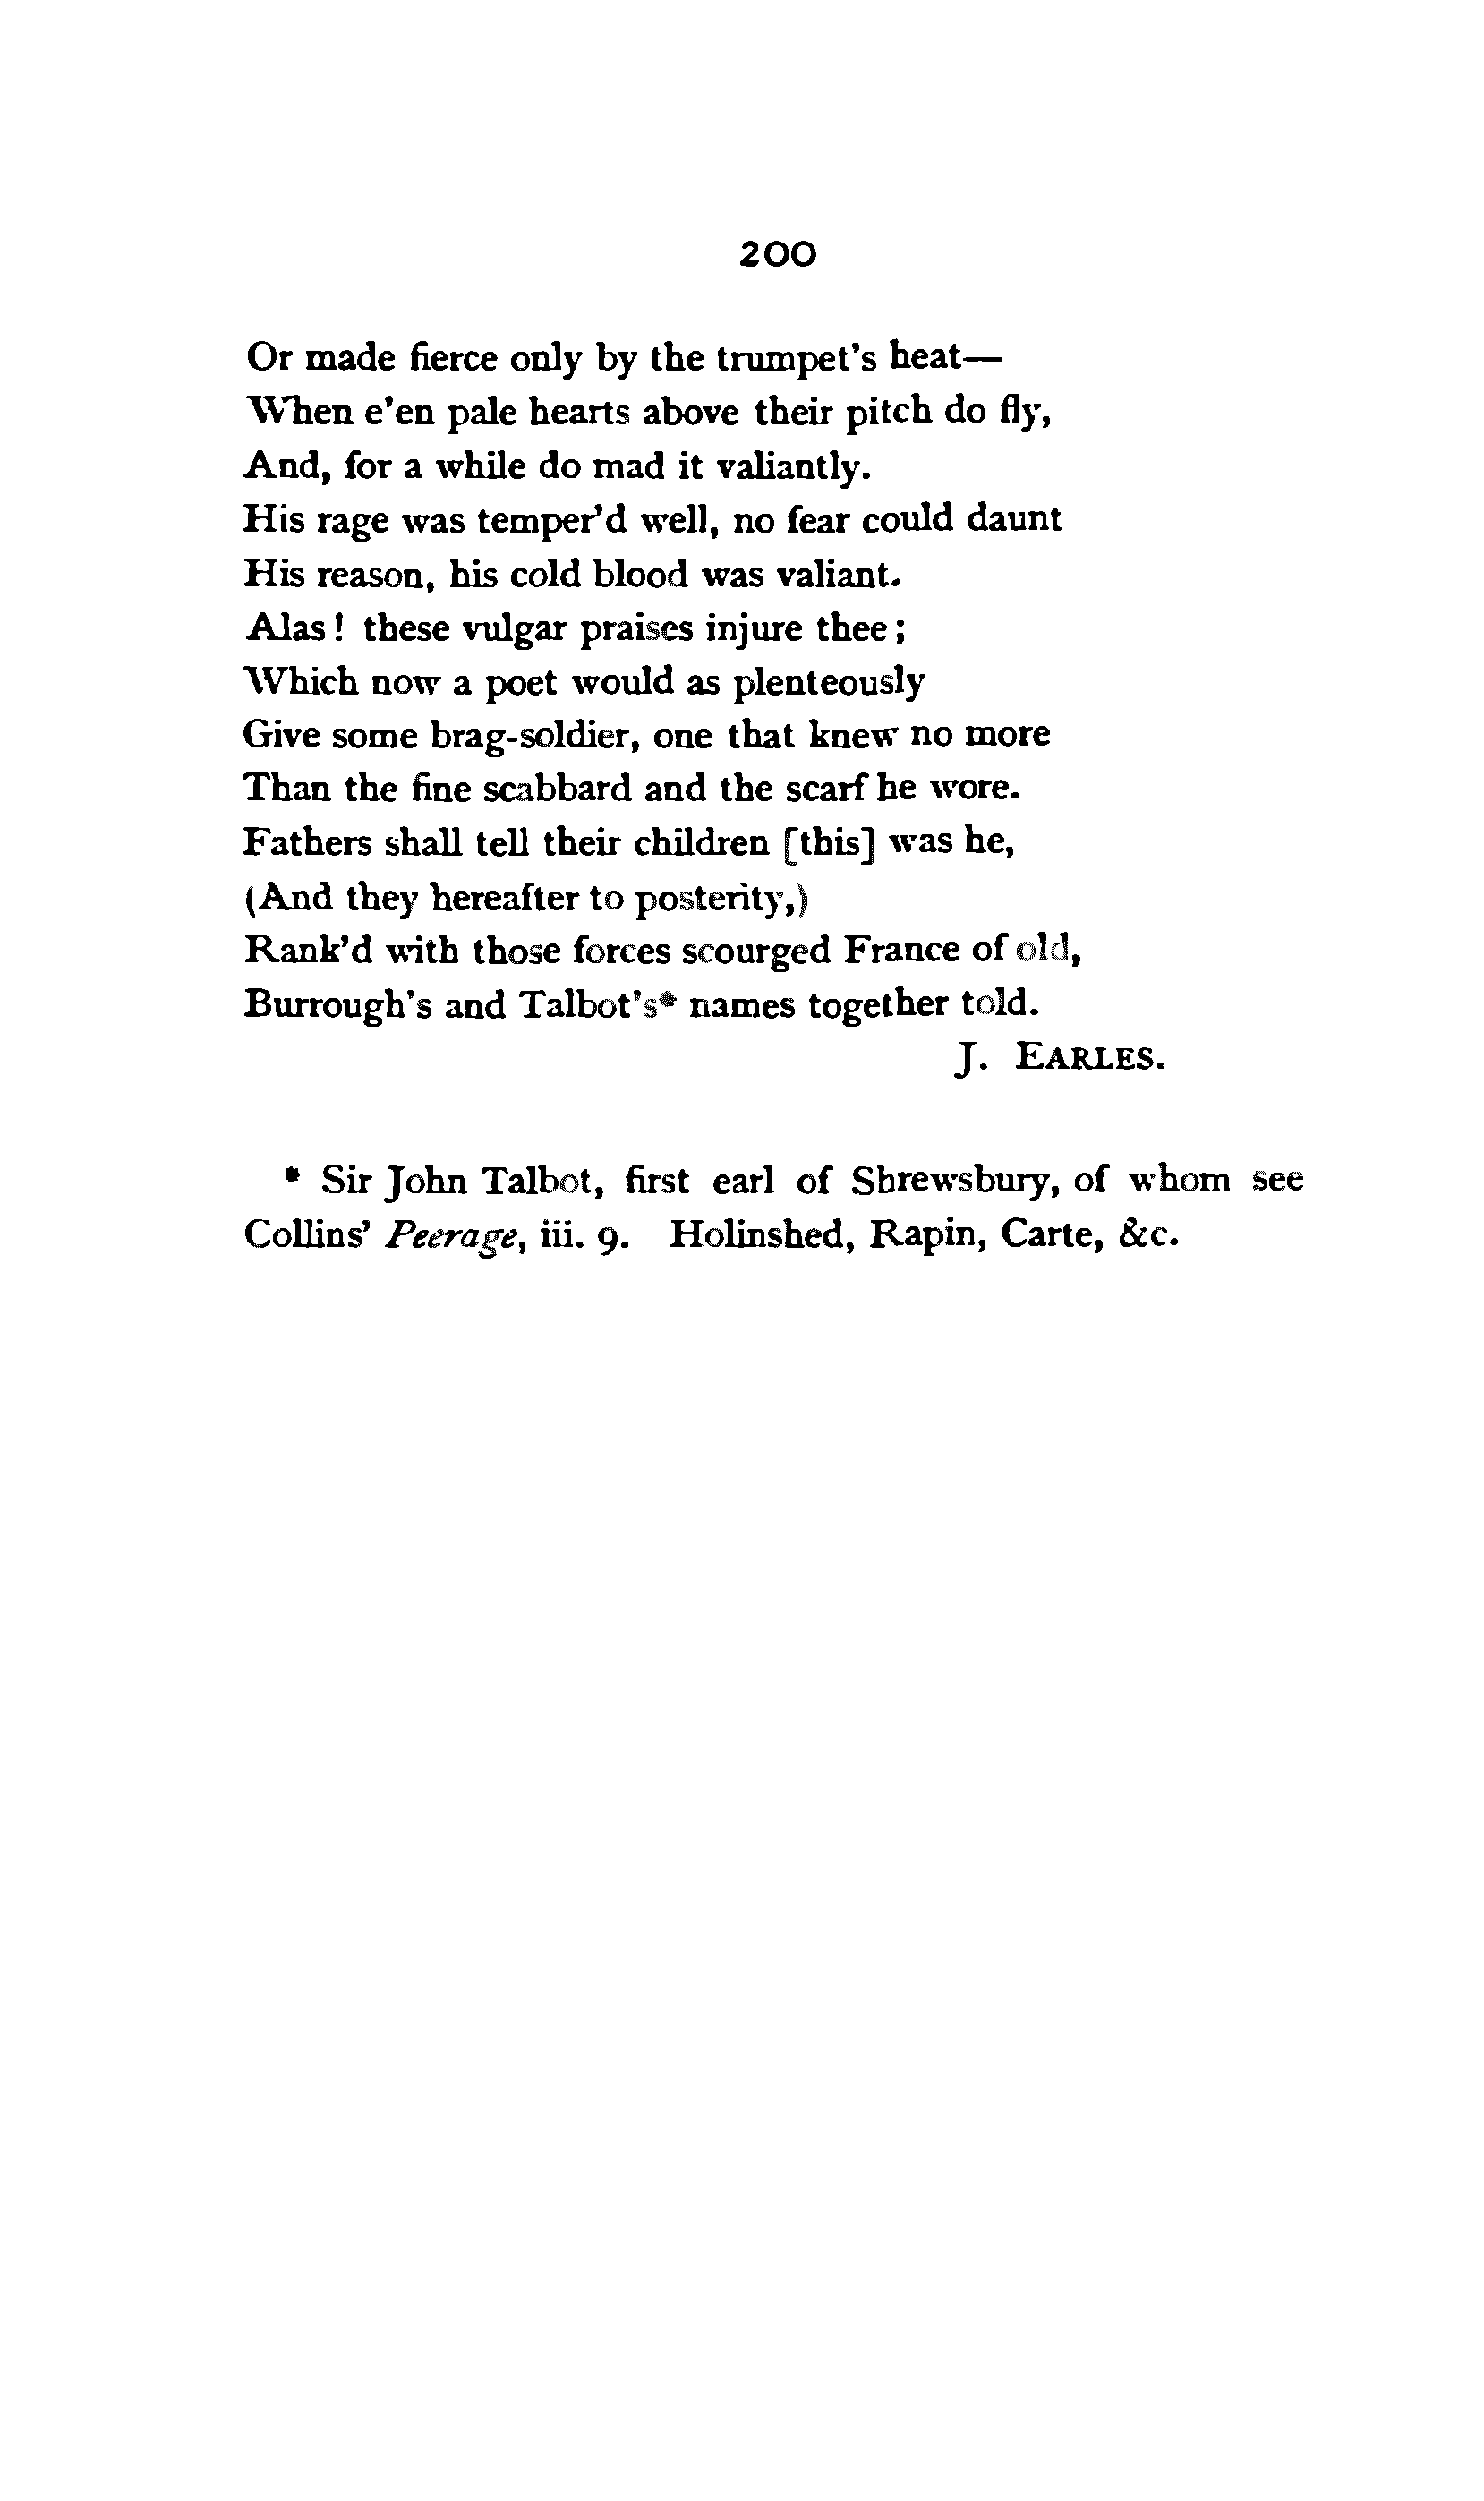 200
Or made fierce only by the trumpet's heat—
When e'en pale hearts above their pitch do fly,
And, for a while do mad it valiantly.
His rage was temper'd well, no fear could daunt
His reason, his cold blood was valiant.
Alas! these vulgar praises injure thee;
Which now a poet would as plenteously
Give some brag-soldier, one that knew no more
Than the fine scabbard and the scarf he wore.
Fathers shall tell their children [this] was he,
(And they hereafter to posterity,)
Rank'd with those forces scourged France of old,
Burrough's and Talbot's* names together told.
J. EARLES.
* Sir John Talbot, first earl of Shrewsbury, of whom see
Collins' Peerage, iii. 9. Holinshed, Rapin, Carte, &c.